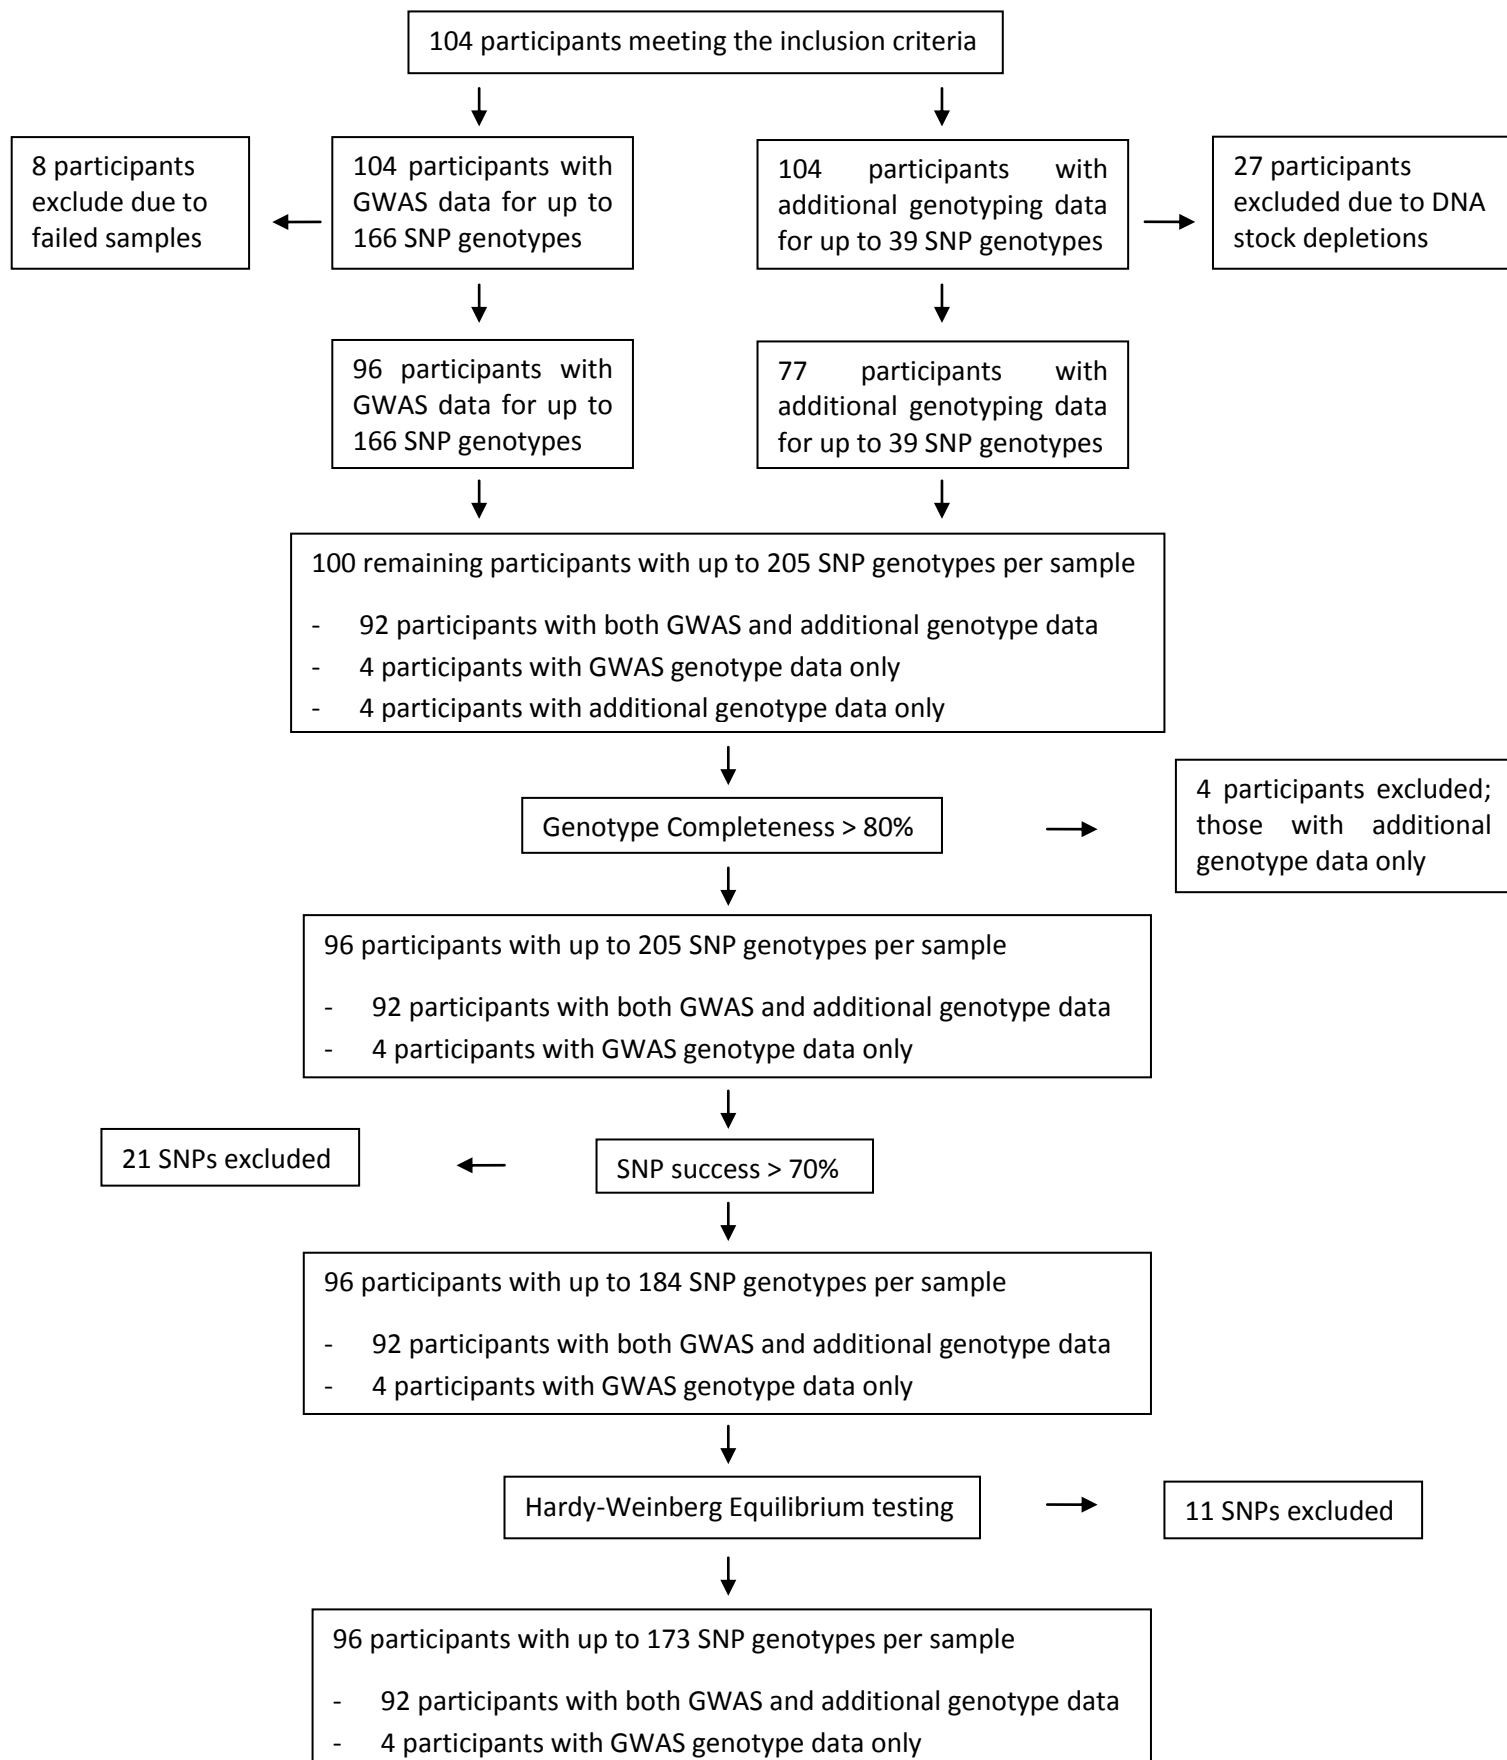 104 participants meeting the inclusion criteria
8 participants
exclude due to
failed samples
104 participants with
GWAS data for up to
166 SNP genotypes
104 participants with
additional genotyping data
for up to 39 SNP genotypes
27 participants
excluded due to DNA
stock depletions
96 participants with
GWAS data for up to
166 SNP genotypes
77 participants with
additional genotyping data
for up to 39 SNP genotypes
100 remaining participants with up to 205 SNP genotypes per sample
- 92 participants with both GWAS and additional genotype data
- 4 participants with GWAS genotype data only
- 4 participants with additional genotype data only
Genotype Completeness > 80%
4 participants excluded;
those with additional
genotype data only
96 participants with up to 205 SNP genotypes per sample
- 92 participants with both GWAS and additional genotype data
- 4 participants with GWAS genotype data only
21 SNPs excluded
SNP success > 70%
96 participants with up to 184 SNP genotypes per sample
- 92 participants with both GWAS and additional genotype data
- 4 participants with GWAS genotype data only
Hardy-Weinberg Equilibrium testing
11 SNPs excluded
96 participants with up to 173 SNP genotypes per sample
- 92 participants with both GWAS and additional genotype data
- 4 participants with GWAS genotype data only